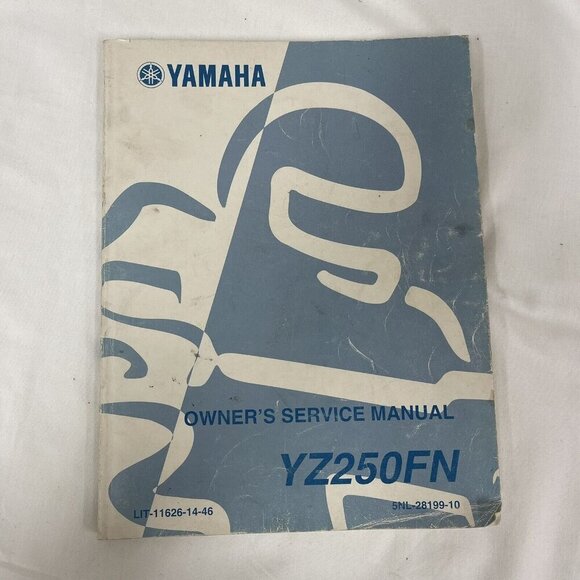 YAMAHA
OWNER'S SERVICE MANUAL
YZ250FN
LIT-11626-14-46
5NL-28199-10